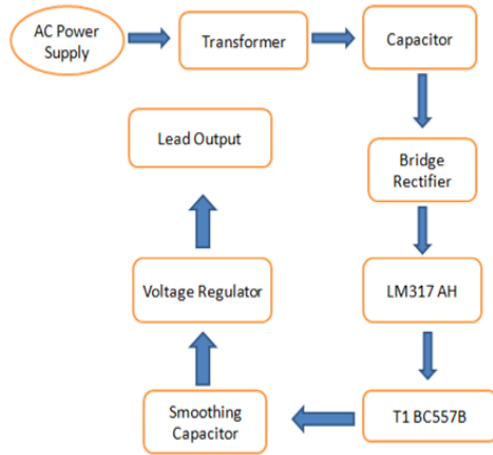 AC Power
Supply
Transformer
Capacitor
Bridge
Rectifier
LM317 AH
T1 BC557B
Smoothing
Capacitor
Voltage Regulator
Lead Output